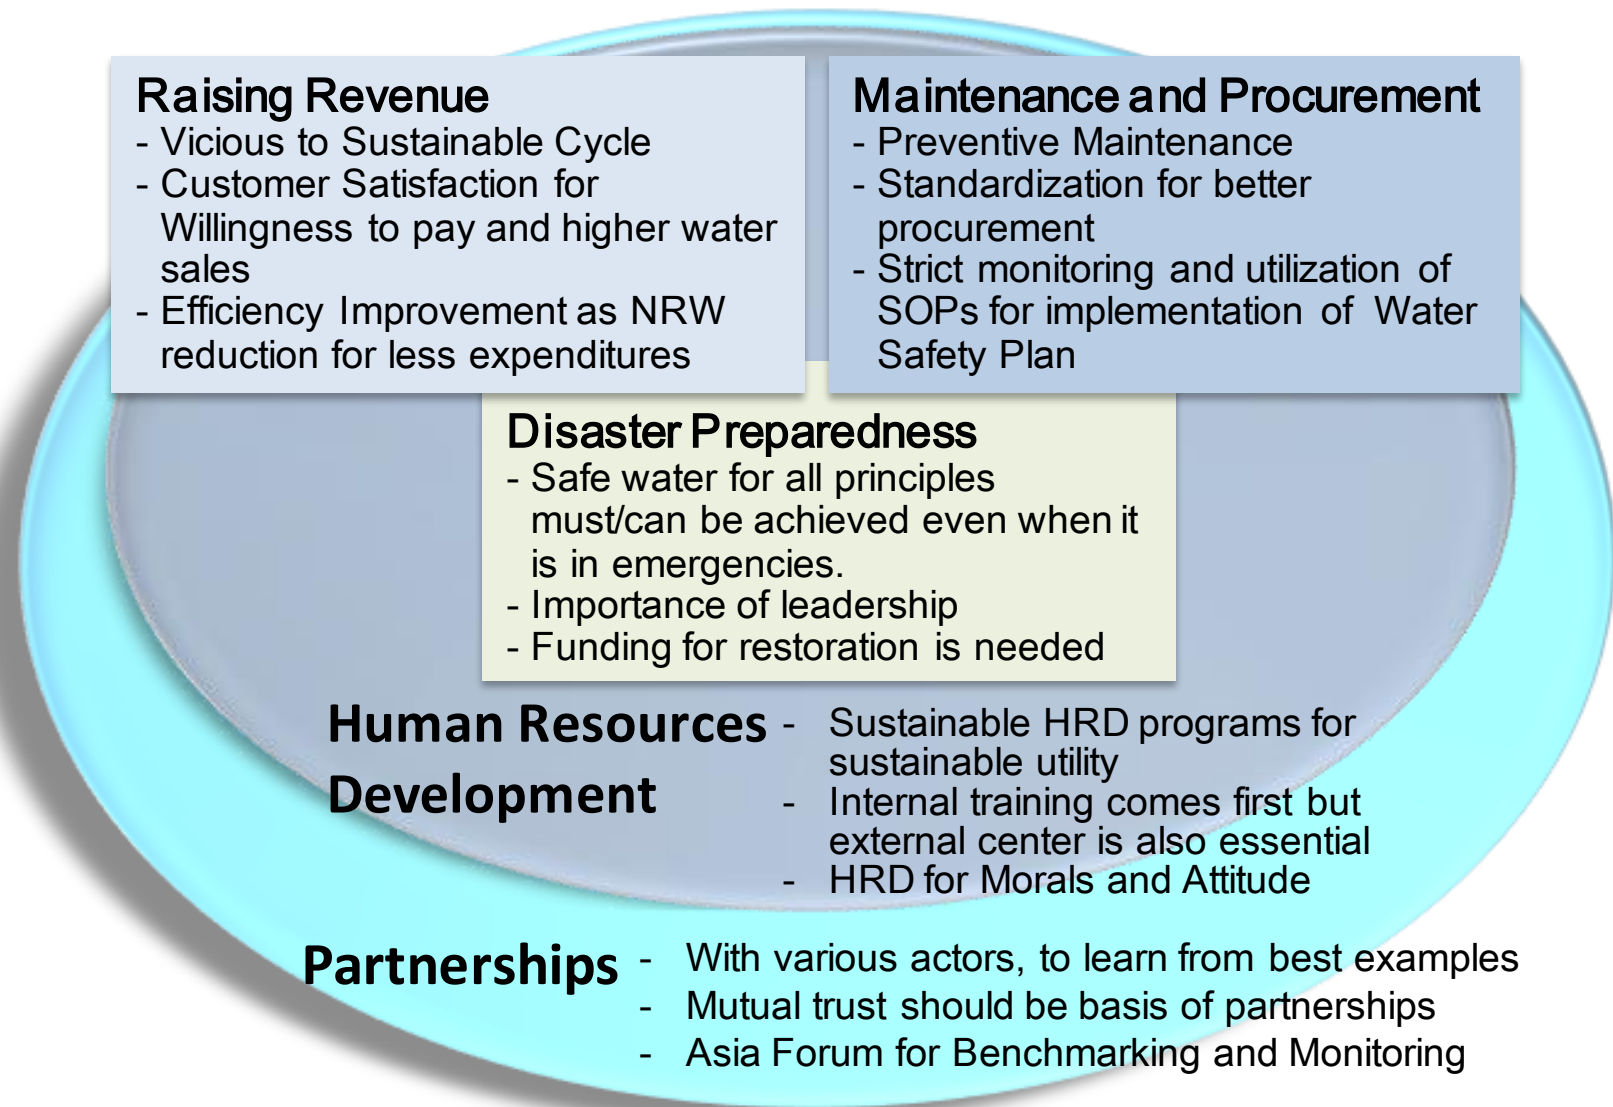 Raising Revenue
- Vicious to Sustainable Cycle
- Customer Satisfaction for
Willingness to pay and higher water
sales
- Efficiency Improvement as NRW
reduction for less expenditures
Maintenance and Procurement
- Preventive Maintenance
- Standardization for better
procurement
- Strict monitoring and utilization of
SOPs for implementation of Water
Safety Plan
Disaster Preparedness
- Safe water for all principles
must/can be achieved even when it
is in emergencies.
- Importance of leadership
- Funding for restoration is needed
Human Resources
Development
- Sustainable HRD programs for
sustainable utility
- Internal training comes first but
external center is also essential
- HRD for Morals and Attitude
Partnerships
- With various actors, to learn from best examples
- Mutual trust should be basis of partnerships
- Asia Forum for Benchmarking and Monitoring